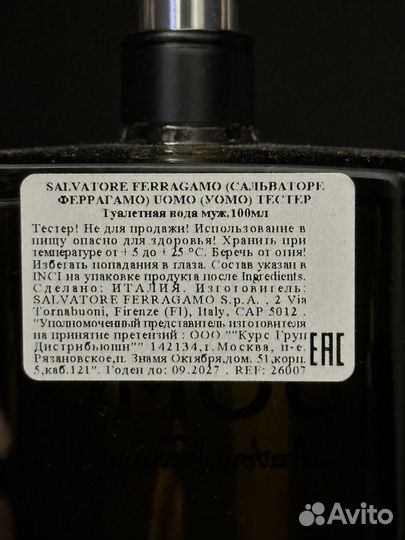 SALVATORE FERRAGAMO (САЛЬВАТОРЕ
ФЕРРАГАМО) UOMO (УОМО) ТЕСТЕР
Туалетная вода муж.100мл
Тестер! Не для продажи! Использование в
пищу опасно для здоровья! Хранить при
температуре от + 5 до + 25 °С. Беречь от огня!
Избегать попадания в глаза. Состав указан в
INCI на упаковке продукта после Ingredients.
Сделано: ИТАЛИЯ. Изготовитель:
SALVATORE FERRAGAMO S.p.A. , 2 Via
Tornabuoni, Firenze (FI), Italy, CAP 5012 .
"Уполномоченный представитель изготовителя
на принятие претензий : ООО ""Курс Груп
Дистрибьюшн"" 142134,г.Москва, п-е.
Рязановское,п. Знамя Октября,дом. 51,корп.
5,каб.121". Годен до: 09.2027 . REF: 26007
EAC
Avito